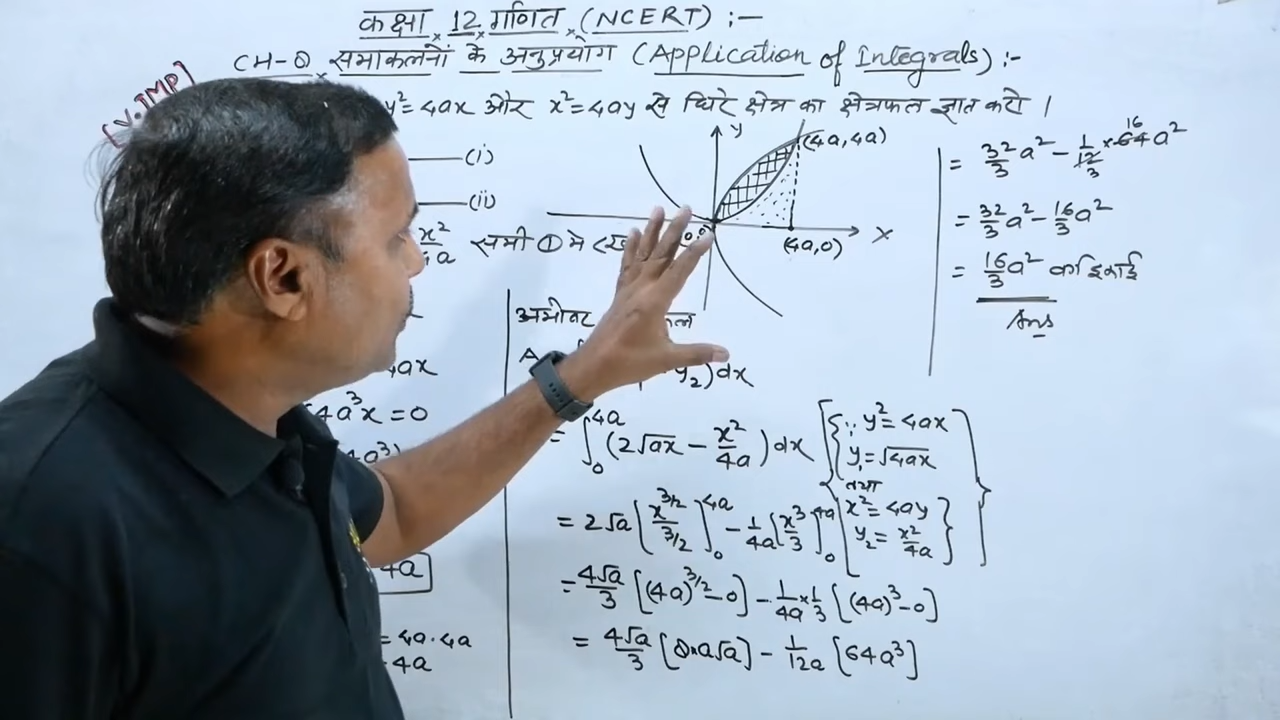 कक्षा 12 गणित (NCERT) :-
CH-8 समाकलनों के अनुप्रयोग (Application of Integrals) :-
(V.IMP)
y² = 4ax और x² = 4ay से घिरे क्षेत्र का क्षेत्रफल ज्ञात करो ।
—(i)
—(ii)
x²/4a समी ① मे
4ax
4a³x = 0
4a
= 4a·4a
4a
y
(4a, 4a)
(4a, 0)
x
अभीष्ट
A
y₂) dx
= ∫₀^4a (2√ax - x²/4a) dx
{∵ y² = 4ax
y₁ = √4ax
तथा
x² = 4ay
y₂ = x²/4a}
= 2√a [x^3/2 / 3/2]₀^4a - 1/4a [x³/3]₀^4a
= 4√a/3 [(4a)^3/2 - 0] - 1/4a × 1/3 [(4a)³ - 0]
= 4√a/3 [8·a√a] - 1/12a [64a³]
= 32/3 a² - 1/12 × 64a²
16
3
= 32/3 a² - 16/3 a²
= 16/3 a² वर्ग इकाई
Ans